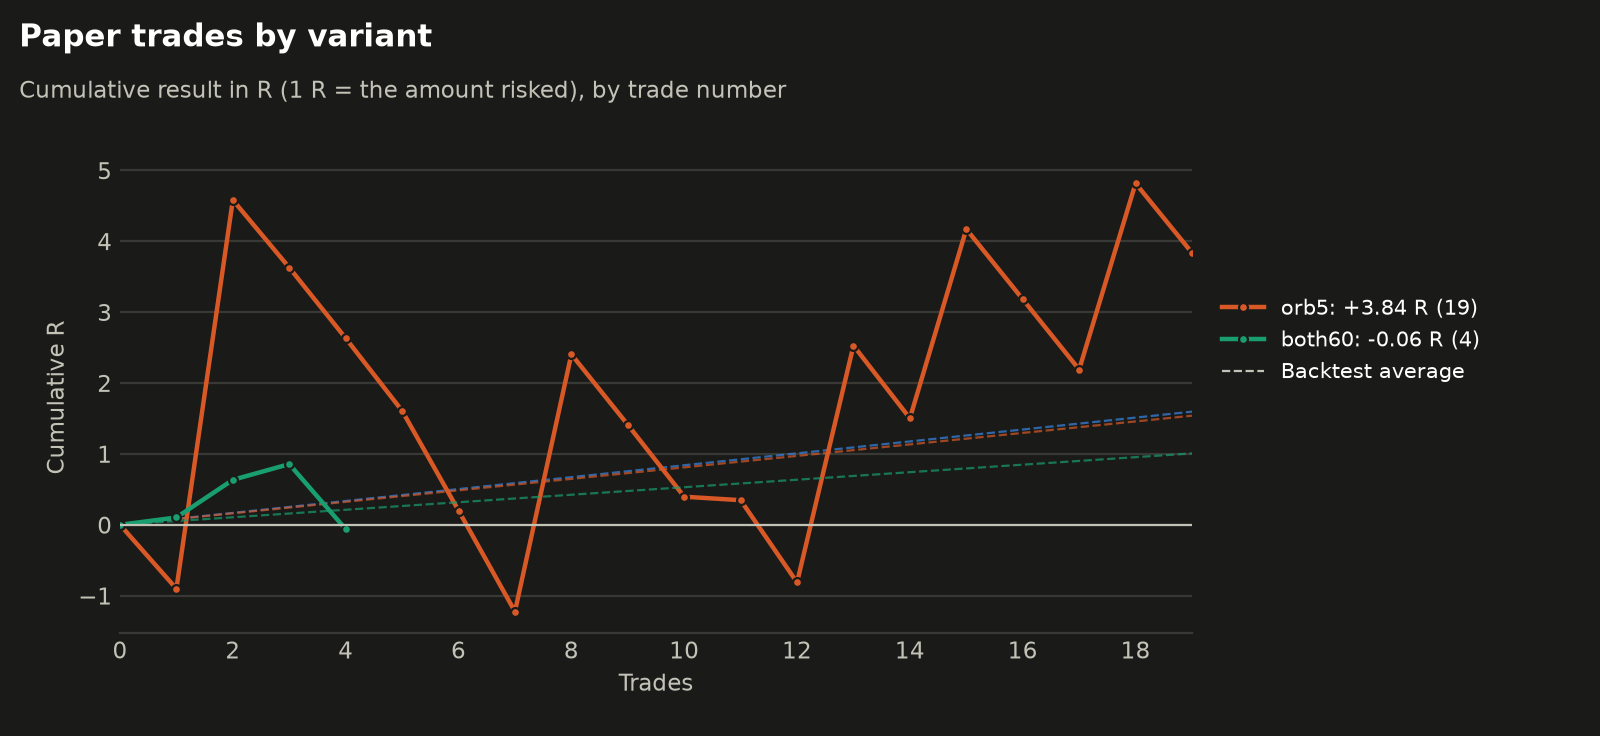 Paper trades by variant
Cumulative result in R (1 R = the amount risked), by trade number
5
4
3
2
1
0
−1
Cumulative R
0 2 4 6 8 10 12 14 16 18
Trades
orb5: +3.84 R (19)
both60: -0.06 R (4)
Backtest average